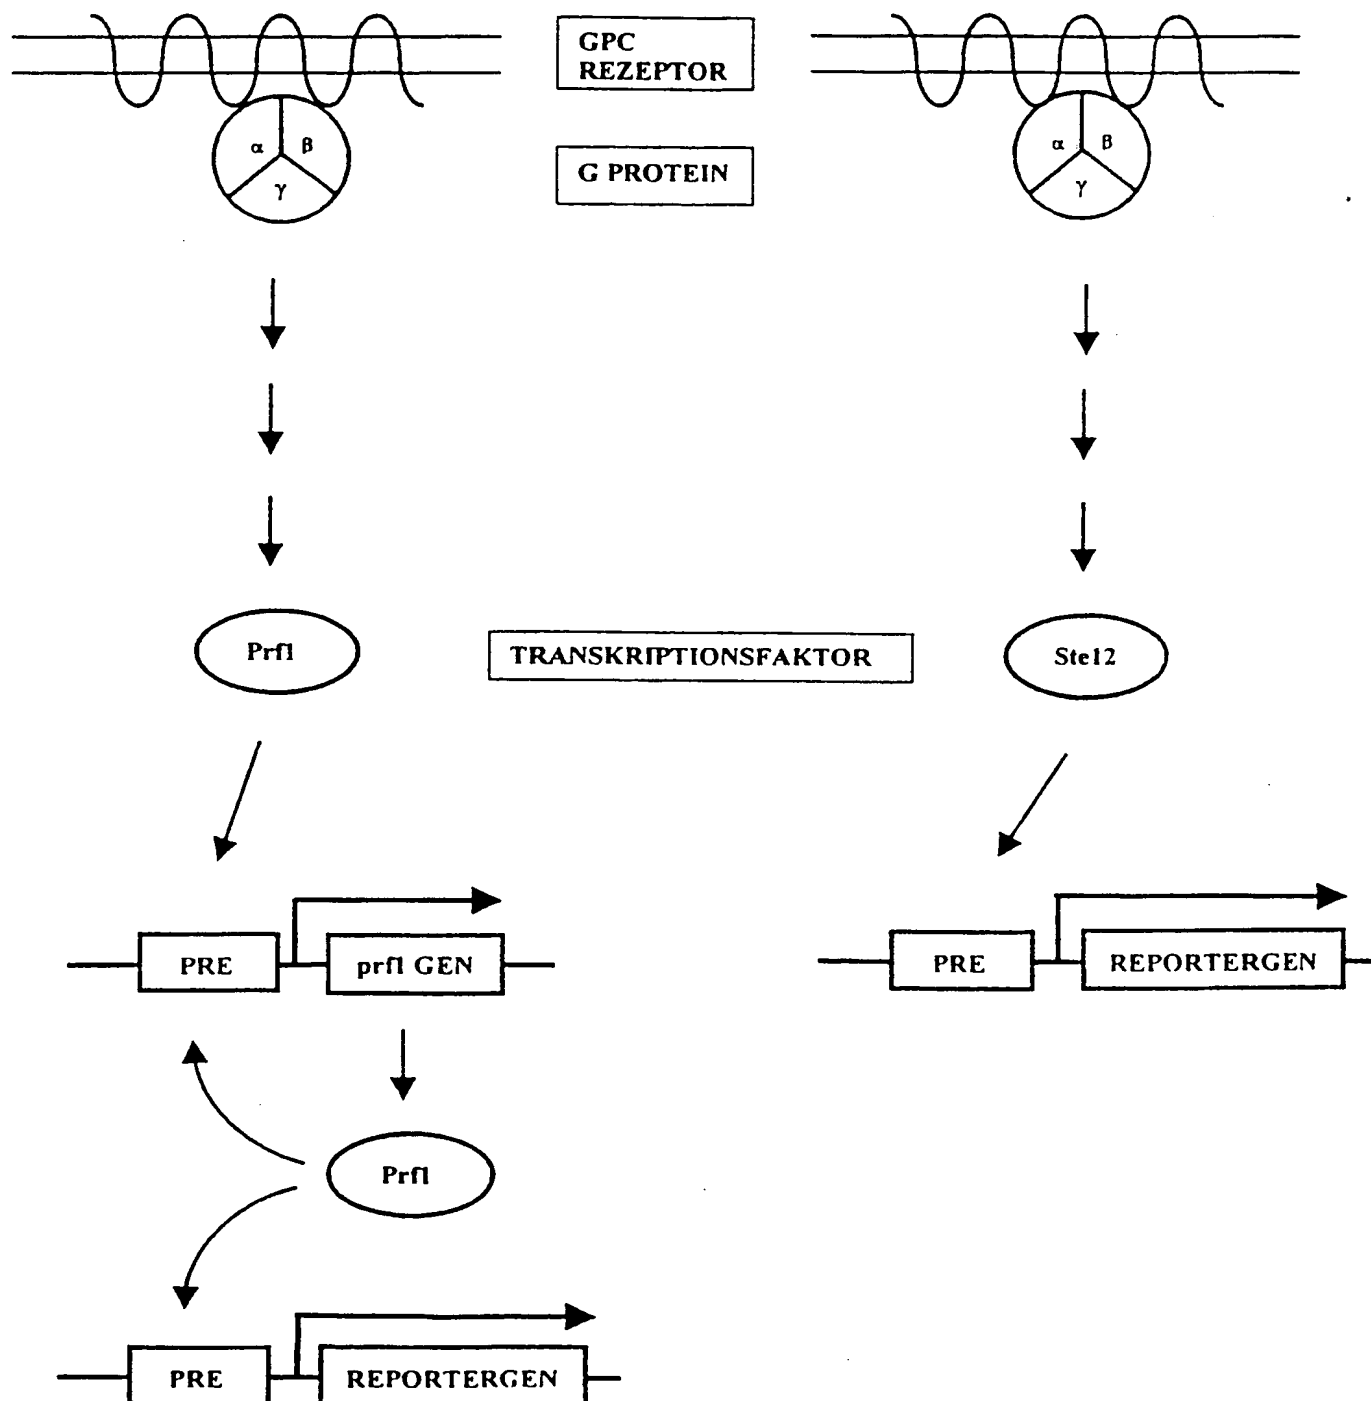 GPC
REZEPTOR
α β
γ
α β
γ
G PROTEIN
Prf1
TRANSKRIPTIONSFAKTOR
Ste12
PRE
prf1 GEN
PRE
REPORTERGEN
Prf1
PRE
REPORTERGEN